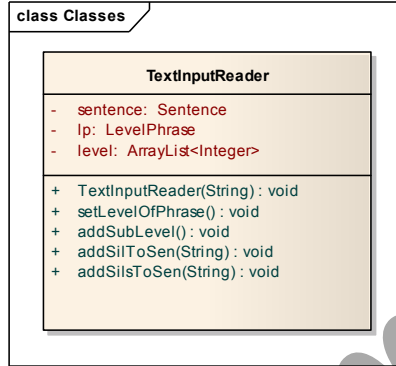 class Classes
TextInputReader
- sentence: Sentence
- lp: LevelPhrase
- level: ArrayList<Integer>
+ TextInputReader(String) : void
+ setLevelOfPhrase() : void
+ addSubLevel() : void
+ addSilToSen(String) : void
+ addSilsToSen(String) : void